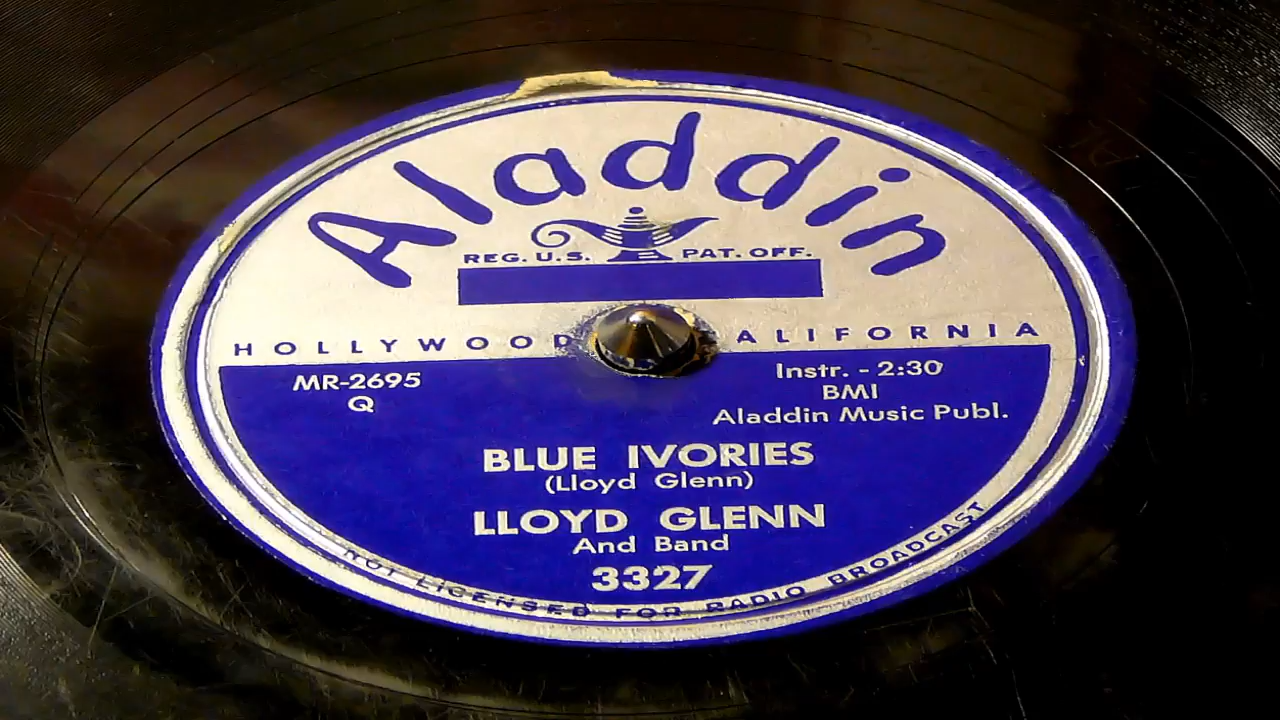 Aladdin
REG. U.S. PAT. OFF.
HOLLYWOOD ALIFORNIA
MR-2695
Q
Instr. - 2:30
BMI
Aladdin Music Publ.
BLUE IVORIES
(Lloyd Glenn)
LLOYD GLENN
And Band
3327
NOT LICENSED FOR RADIO BROADCAST